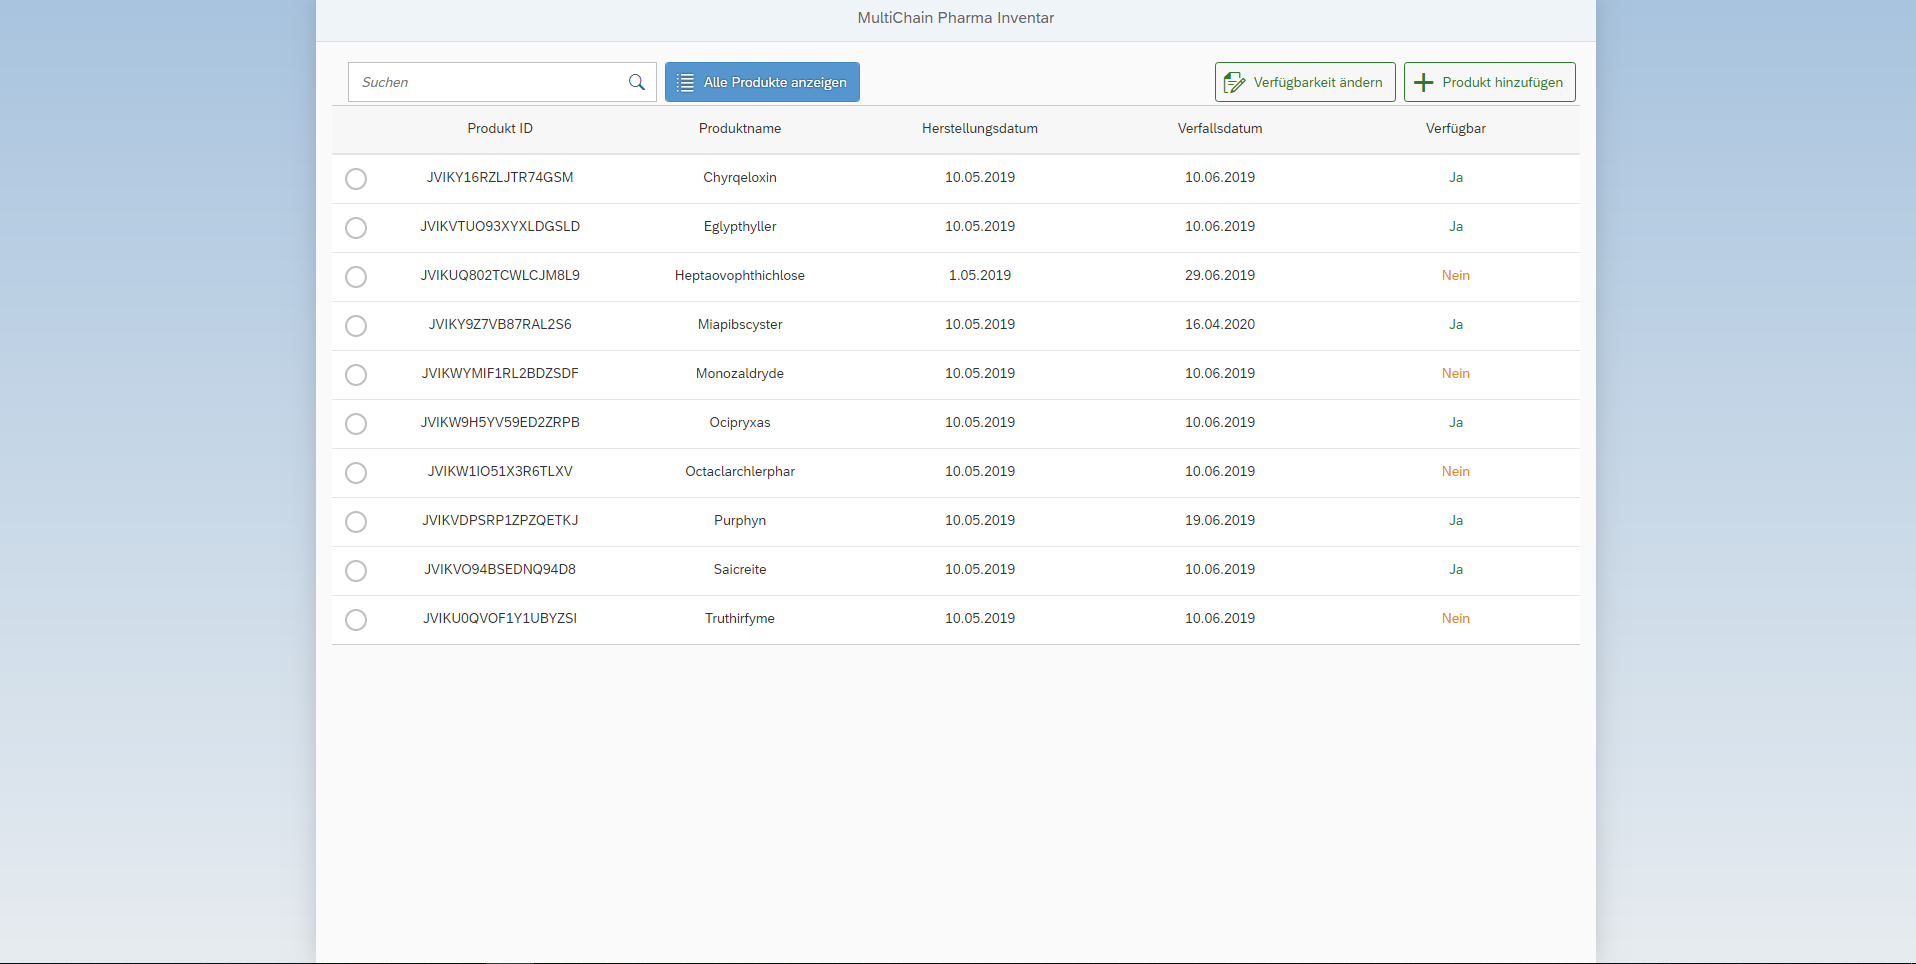 MultiChain Pharma Inventar
Suchen Alle Produkte anzeigen Verfügbarkeit ändern Produkt hinzufügen
Produkt ID Produktname Herstellungsdatum Verfallsdatum Verfügbar
JVIKY16RZLJTR74GSM Chyrqeloxin 10.05.2019 10.06.2019 Ja
JVIKVTUO93XYXLDGSLD Eglypthyller 10.05.2019 10.06.2019 Ja
JVIKUQ802TCWLCJM8L9 Heptaovophthichlose 1.05.2019 29.06.2019 Nein
JVIKY9Z7VB87RAL2S6 Miapibscyster 10.05.2019 16.04.2020 Ja
JVIKWYMIF1RL2BDZSDF Monozaldryde 10.05.2019 10.06.2019 Nein
JVIKW9H5YV59ED2ZRPB Ocipryxas 10.05.2019 10.06.2019 Ja
JVIKW1IO51X3R6TLXV Octaclarchlerphar 10.05.2019 10.06.2019 Nein
JVIKVDPSRP1ZPZQETKJ Purphyn 10.05.2019 19.06.2019 Ja
JVIKVO94BSEDNQ94D8 Saicreite 10.05.2019 10.06.2019 Ja
JVIKU0QVOF1Y1UBYZSI Truthirfyme 10.05.2019 10.06.2019 Nein